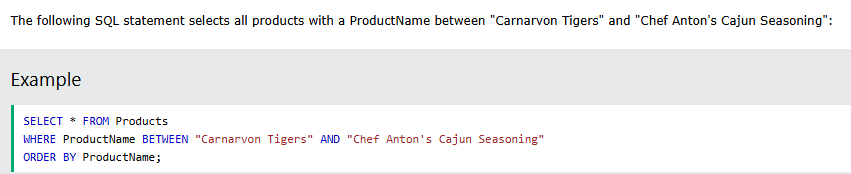 The following SQL statement selects all products with a ProductName between "Carnarvon Tigers" and "Chef Anton's Cajun Seasoning":
Example
SELECT * FROM Products
WHERE ProductName BETWEEN "Carnarvon Tigers" AND "Chef Anton's Cajun Seasoning"
ORDER BY ProductName;